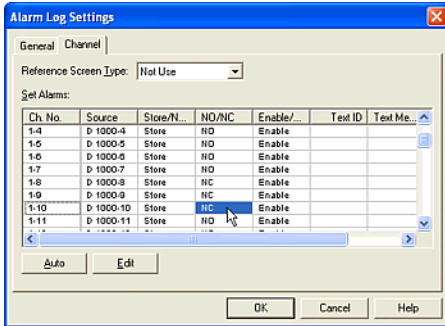 Alarm Log Settings
General Channel
Reference Screen Type: Not Use
Set Alarms:
Ch. No. Source Store/N... NO/NC Enable/... Text ID Text Me...
1-4 D 1000-4 Store NO Enable
1-5 D 1000-5 Store NO Enable
1-6 D 1000-6 Store NO Enable
1-7 D 1000-7 Store NO Enable
1-8 D 1000-8 Store NC Enable
1-9 D 1000-9 Store NC Enable
1-10 D 1000-10 Store NC Enable
1-11 D 1000-11 Store NO Enable
Auto Edit
OK Cancel Help